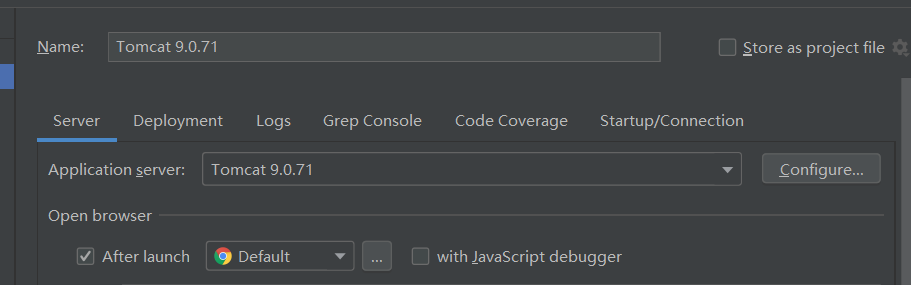 Name: Tomcat 9.0.71 Store as project file
Server Deployment Logs Grep Console Code Coverage Startup/Connection
Application server: Tomcat 9.0.71 Configure...
Open browser
After launch Default ... with JavaScript debugger